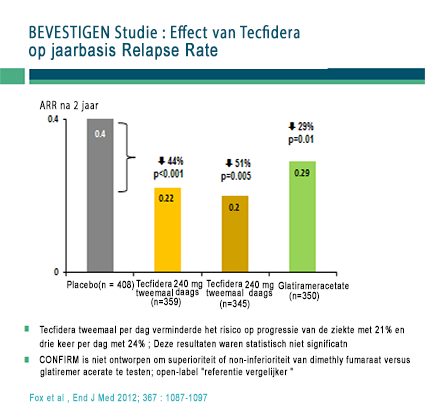 BEVESTIGEN Studie : Effect van Tecfidera
op jaarbasis Relapse Rate
ARR na 2 jaar
0.4
0.4
44%
p<0.001
0.22
51%
p=0.005
0.2
29%
p=0.01
0.29
0
Placebo(n = 408)
Tecfidera 240 mg
tweemaal daags
(n=359)
Tecfidera 240 mg
tweemaal daags
(n=345)
Glatirameracetate
(n=350)
Tecfidera tweemaal per dag verminderde het risico op progressie van de ziekte met 21% en
drie keer per dag met 24% ; Deze resultaten waren statistisch niet significatn
CONFIRM is niet ontworpen om superioriteit of non-inferioriteit van dimethly fumaraat versus
glatiremer acerate te testen; open-label "referentie vergelijker "
Fox et al , End J Med 2012; 367 : 1087-1097